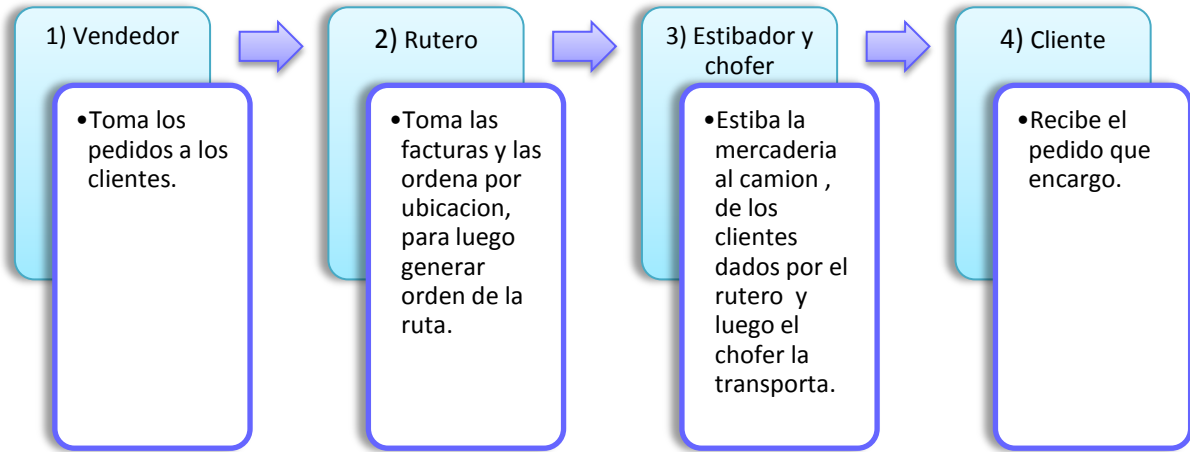 1) Vendedor
•Toma los
pedidos a los
clientes.
2) Rutero
•Toma las
facturas y las
ordena por
ubicacion,
para luego
generar
orden de la
ruta.
3) Estibador y
chofer
•Estiba la
mercaderia
al camion ,
de los
clientes
dados por el
rutero  y
luego el
chofer la
transporta.
4) Cliente
•Recibe el
pedido que
encargo.